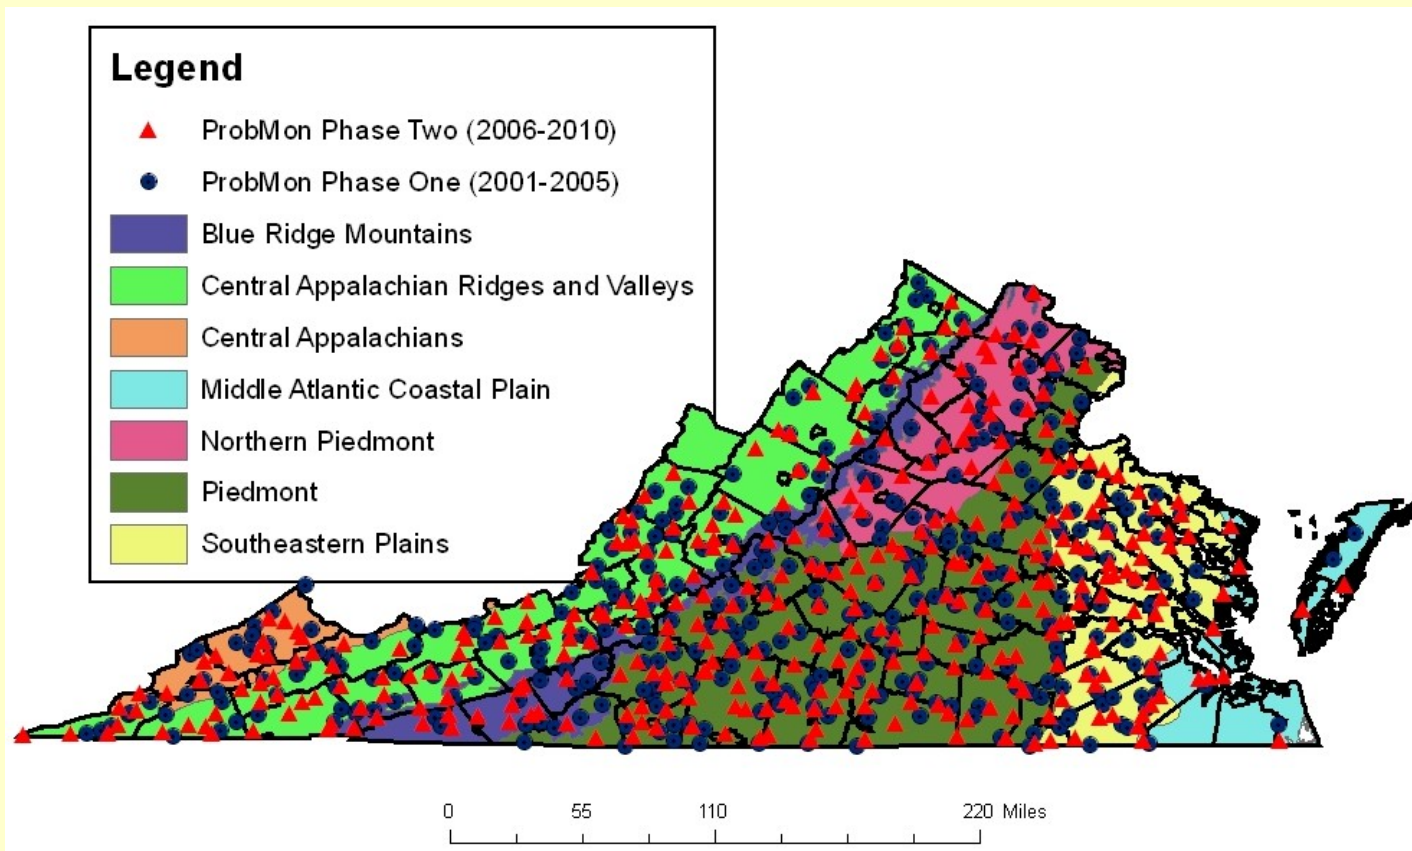 Legend
ProbMon Phase Two (2006-2010)
ProbMon Phase One (2001-2005)
Blue Ridge Mountains
Central Appalachian Ridges and Valleys
Central Appalachians
Middle Atlantic Coastal Plain
Northern Piedmont
Piedmont
Southeastern Plains
0 55 110 220 Miles